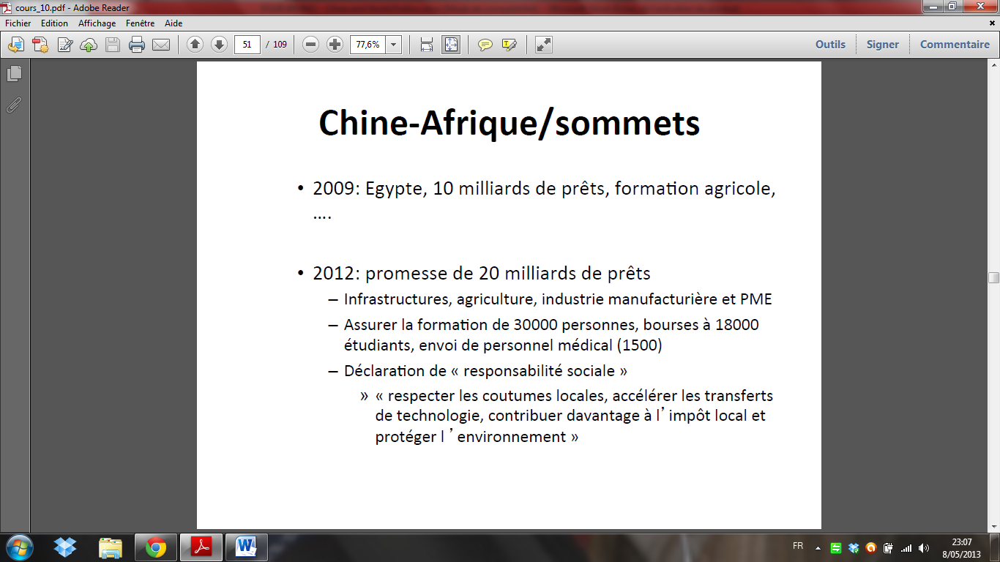 cours_10.pdf - Adobe Reader
Fichier Edition Affichage Fenêtre Aide
51 / 109 77,6% Outils Signer Commentaire
Chine-Afrique/sommets
• 2009: Egypte, 10 milliards de prêts, formation agricole,
….
• 2012: promesse de 20 milliards de prêts
– Infrastructures, agriculture, industrie manufacturière et PME
– Assurer la formation de 30000 personnes, bourses à 18000
étudiants, envoi de personnel médical (1500)
– Déclaration de « responsabilité sociale »
» « respecter les coutumes locales, accélérer les transferts
de technologie, contribuer davantage à l’ impôt local et
protéger l ’ environnement »
FR 23:07
8/05/2013